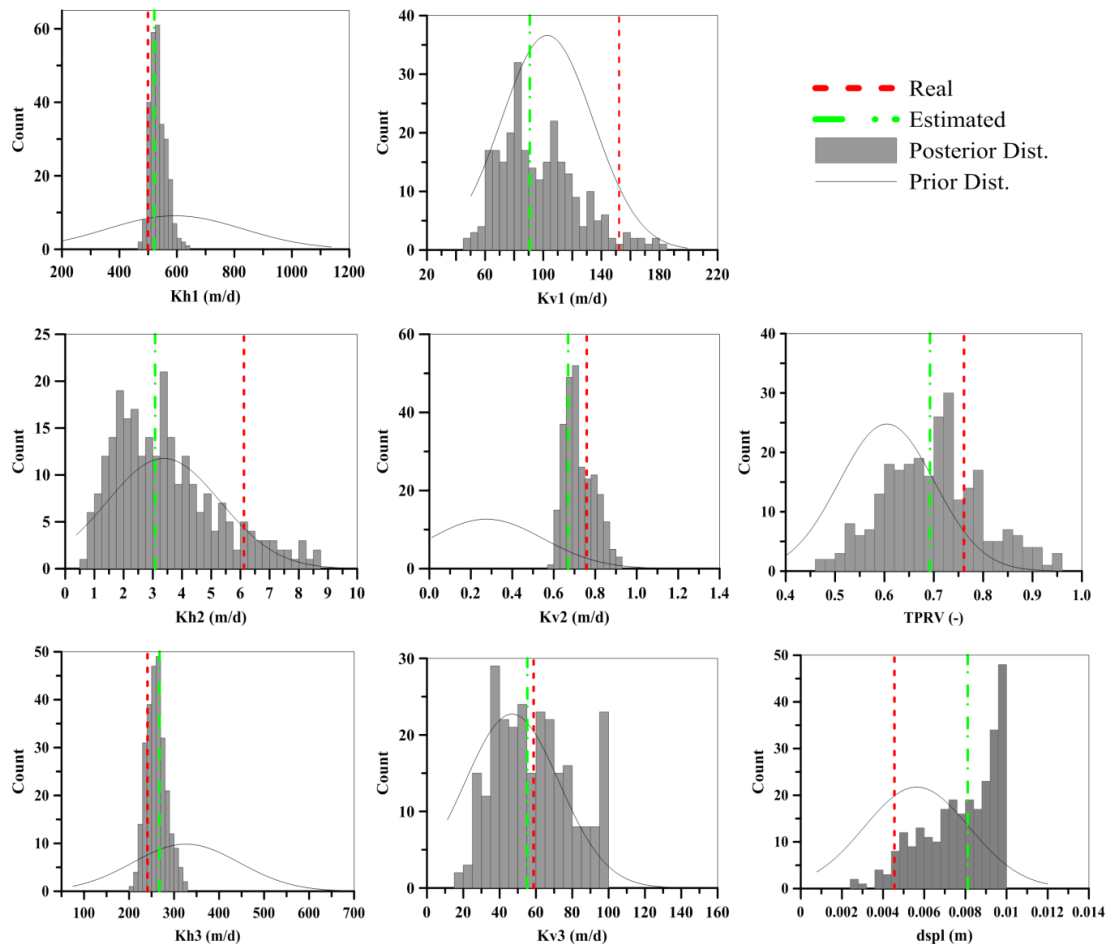 60
40
20
0
Count
200 400 600 800 1000 1200
Kh1 (m/d)
40
30
20
10
0
Count
20 60 100 140 180 220
Kv1 (m/d)
Real
Estimated
Posterior Dist.
Prior Dist.
25
20
15
10
5
0
Count
0 1 2 3 4 5 6 7 8 9 10
Kh2 (m/d)
60
40
20
0
Count
0.0 0.2 0.4 0.6 0.8 1.0 1.2 1.4
Kv2 (m/d)
40
30
20
10
0
Count
0.4 0.5 0.6 0.7 0.8 0.9 1.0
TPRV (-)
50
40
30
20
10
0
Count
100 200 300 400 500 600 700
Kh3 (m/d)
30
20
10
0
Count
0 20 40 60 80 100 120 140 160
Kv3 (m/d)
50
40
30
20
10
0
Count
0 0.002 0.004 0.006 0.008 0.01 0.012 0.014
dspl (m)